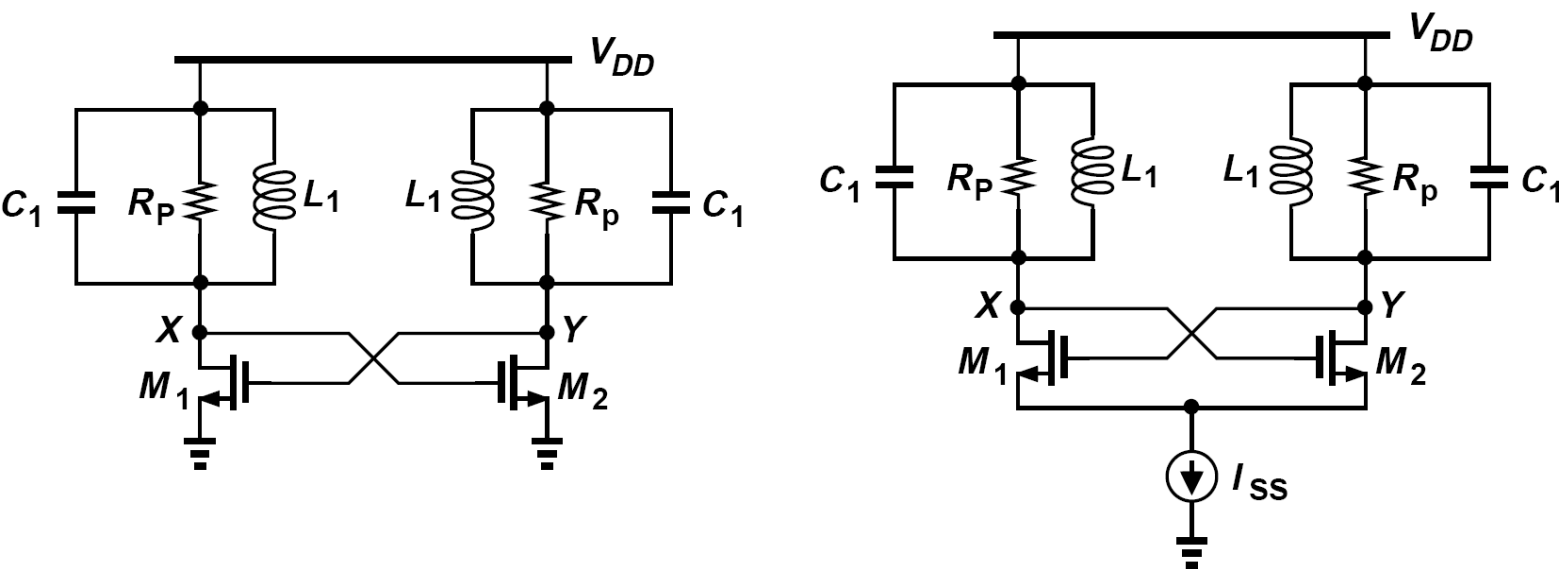 V_DD
C_1 R_P L_1 L_1 R_p C_1
X Y
M_1 M_2
V_DD
C_1 R_P L_1 L_1 R_p C_1
X Y
M_1 M_2
I_SS